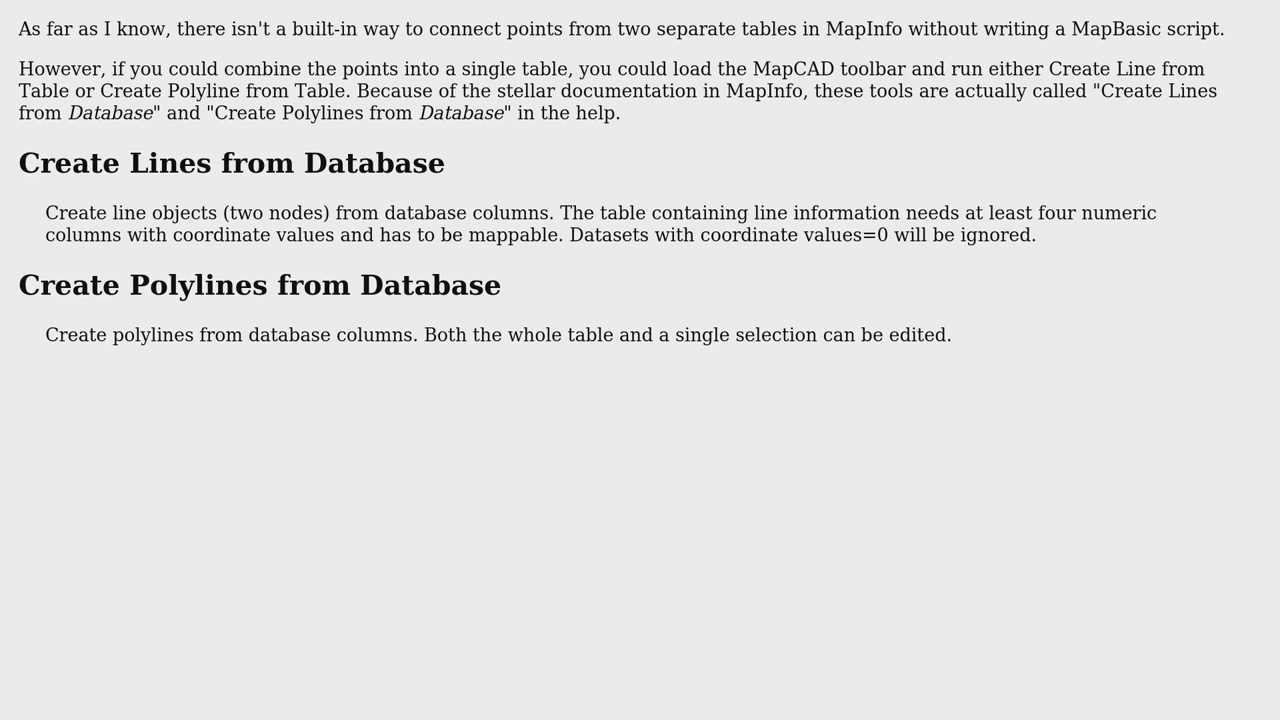 As far as I know, there isn't a built-in way to connect points from two separate tables in MapInfo without writing a MapBasic script.
However, if you could combine the points into a single table, you could load the MapCAD toolbar and run either Create Line from
Table or Create Polyline from Table. Because of the stellar documentation in MapInfo, these tools are actually called "Create Lines
from Database" and "Create Polylines from Database" in the help.
Create Lines from Database
Create line objects (two nodes) from database columns. The table containing line information needs at least four numeric
columns with coordinate values and has to be mappable. Datasets with coordinate values=0 will be ignored.
Create Polylines from Database
Create polylines from database columns. Both the whole table and a single selection can be edited.